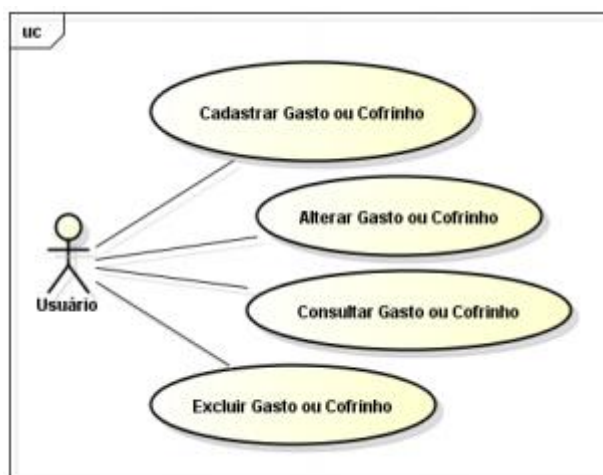 uc
Cadastrar Gasto ou Cofrinho
Alterar Gasto ou Cofrinho
Usuário
Consultar Gasto ou Cofrinho
Excluir Gasto ou Cofrinho